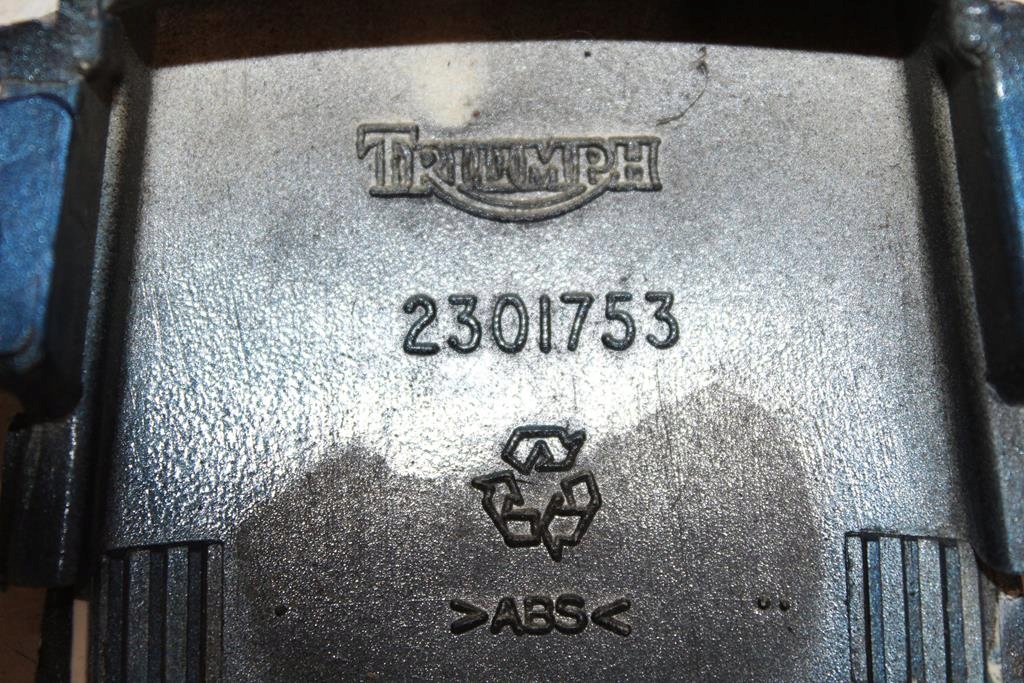 TRIUMPH
2301753
>ABS<